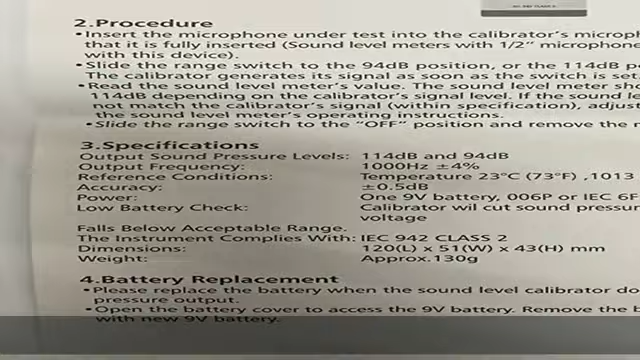 2.Procedure
•Insert the microphone under test into the calibrator's
that it is fully inserted (Sound level meters with 1/2" microphone
with this device).
•Slide the range switch to the 94dB position, or the 114dB
The calibrator generates its signal as soon as the switch is
•Read the sound level meter's value. The sound level meter
114dB depending on the calibrator's signal level. If the sound
not match the calibrator's signal (within specification),
the sound level meter's operating instructions.
•Slide the range switch to the "OFF" position and remove the
3.Specifications
Output Sound Pressure Levels: 114dB and 94dB
Output Frequency: 1000Hz ±4%
Reference Conditions: Temperature 23°C (73°F) ,1013
Accuracy: ±0.5dB
Power: One 9V battery, 006P or IEC 6F
Low Battery Check: Calibrator wil cut sound
voltage
Falls Below Acceptable Range.
The Instrument Complies With: IEC 942 CLASS 2
Dimensions: 120(L) x 51(W) x 43(H) mm
Weight: Approx.130g
4.Battery Replacement
•Please replace the battery when the sound level calibrator
pressure output.
•Open the battery cover to access the 9V battery. Remove the
with new 9V battery.